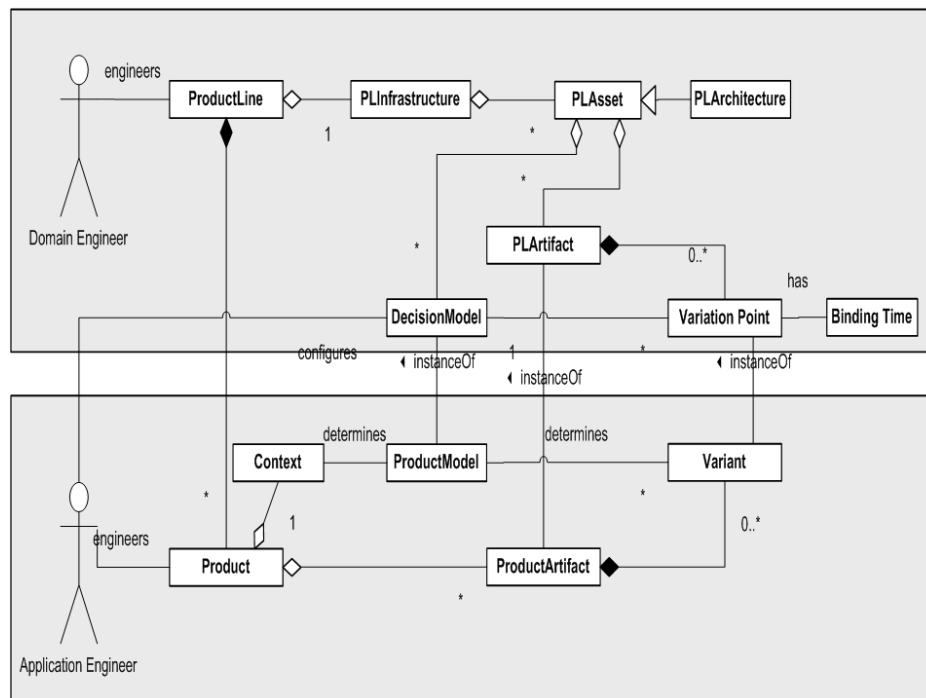 engineers
ProductLine
PLInfrastructure
PLAsset
PLArchitecture
1
*
*
Domain Engineer
PLArtifact
*
0..*
has
DecisionModel
Variation Point
Binding Time
configures
instanceOf
1
instanceOf
*
instanceOf
determines
determines
Context
ProductModel
Variant
*
1
*
0..*
engineers
Product
ProductArtifact
*
Application Engineer